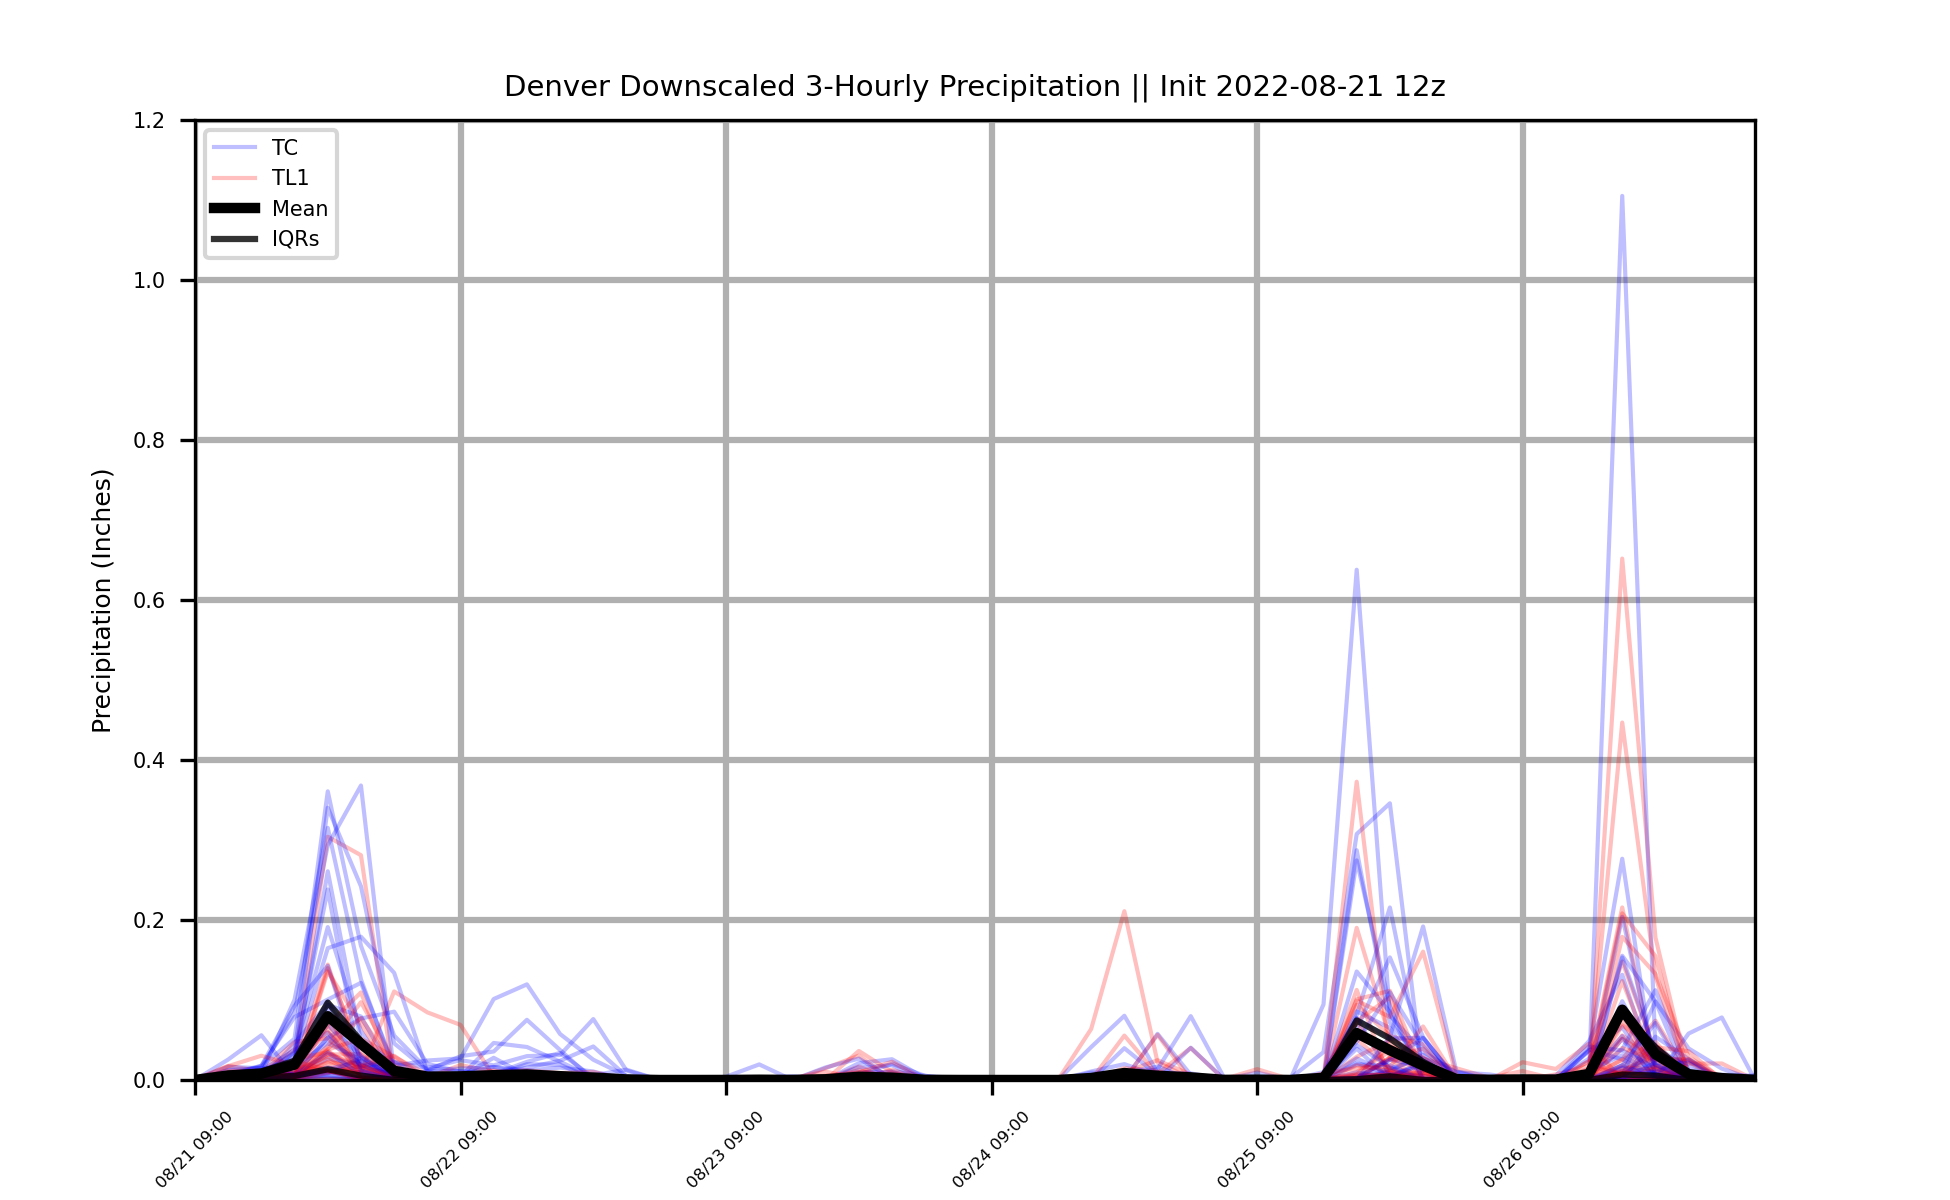 Denver Downscaled 3-Hourly Precipitation || Init 2022-08-21 12z
1.2
1.0
0.8
0.6
0.4
0.2
0.0
Precipitation (Inches)
TC
TL1
Mean
IQRs
08/21 09:00
08/22 09:00
08/23 09:00
08/24 09:00
08/25 09:00
08/26 09:00